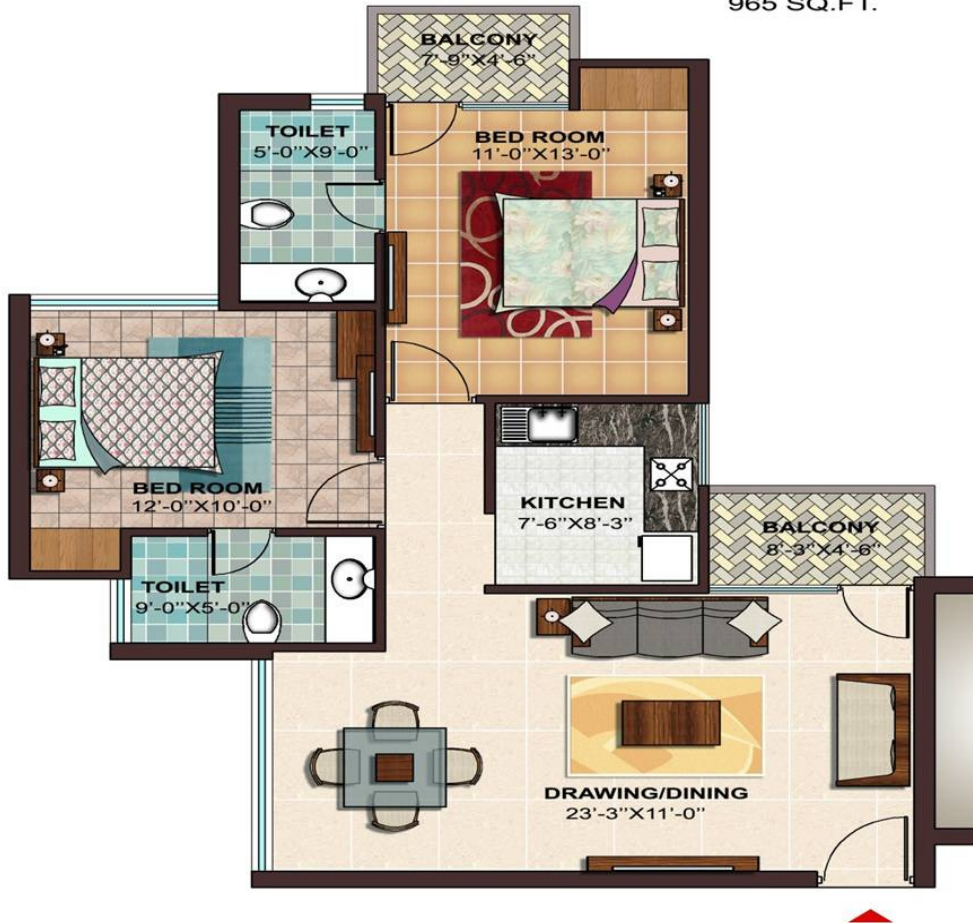 965 SQ.FT.
BALCONY
7'-9"X4'-6"
TOILET
5'-0"X9'-0"
BED ROOM
11'-0"X13'-0"
BED ROOM
12'-0"X10'-0"
KITCHEN
7'-6"X8'-3"
BALCONY
8'-3"X4'-6"
TOILET
9'-0"X5'-0"
DRAWING/DINING
23'-3"X11'-0"